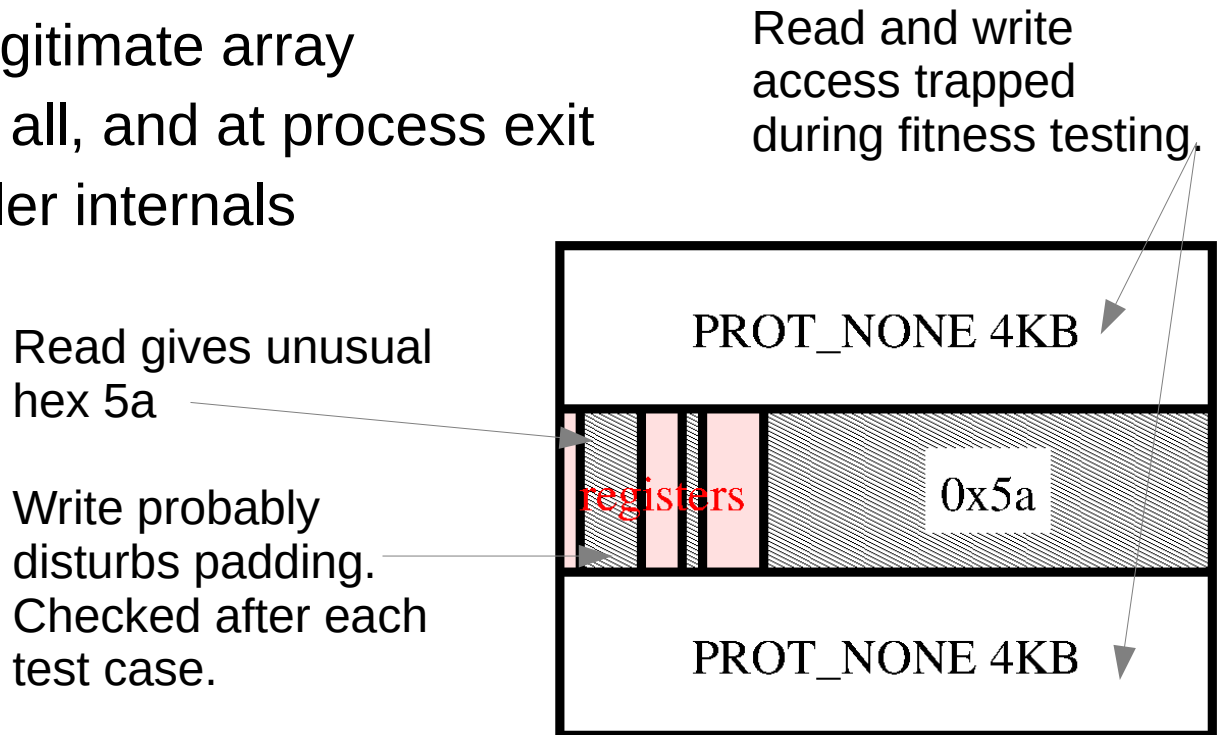 gitimate array
all, and at process exit
ler internals
Read and write
access trapped
during fitness testing.
PROT_NONE 4KB
Read gives unusual
hex 5a
Write probably
disturbs padding.
Checked after each
test case.
registers
0x5a
PROT_NONE 4KB